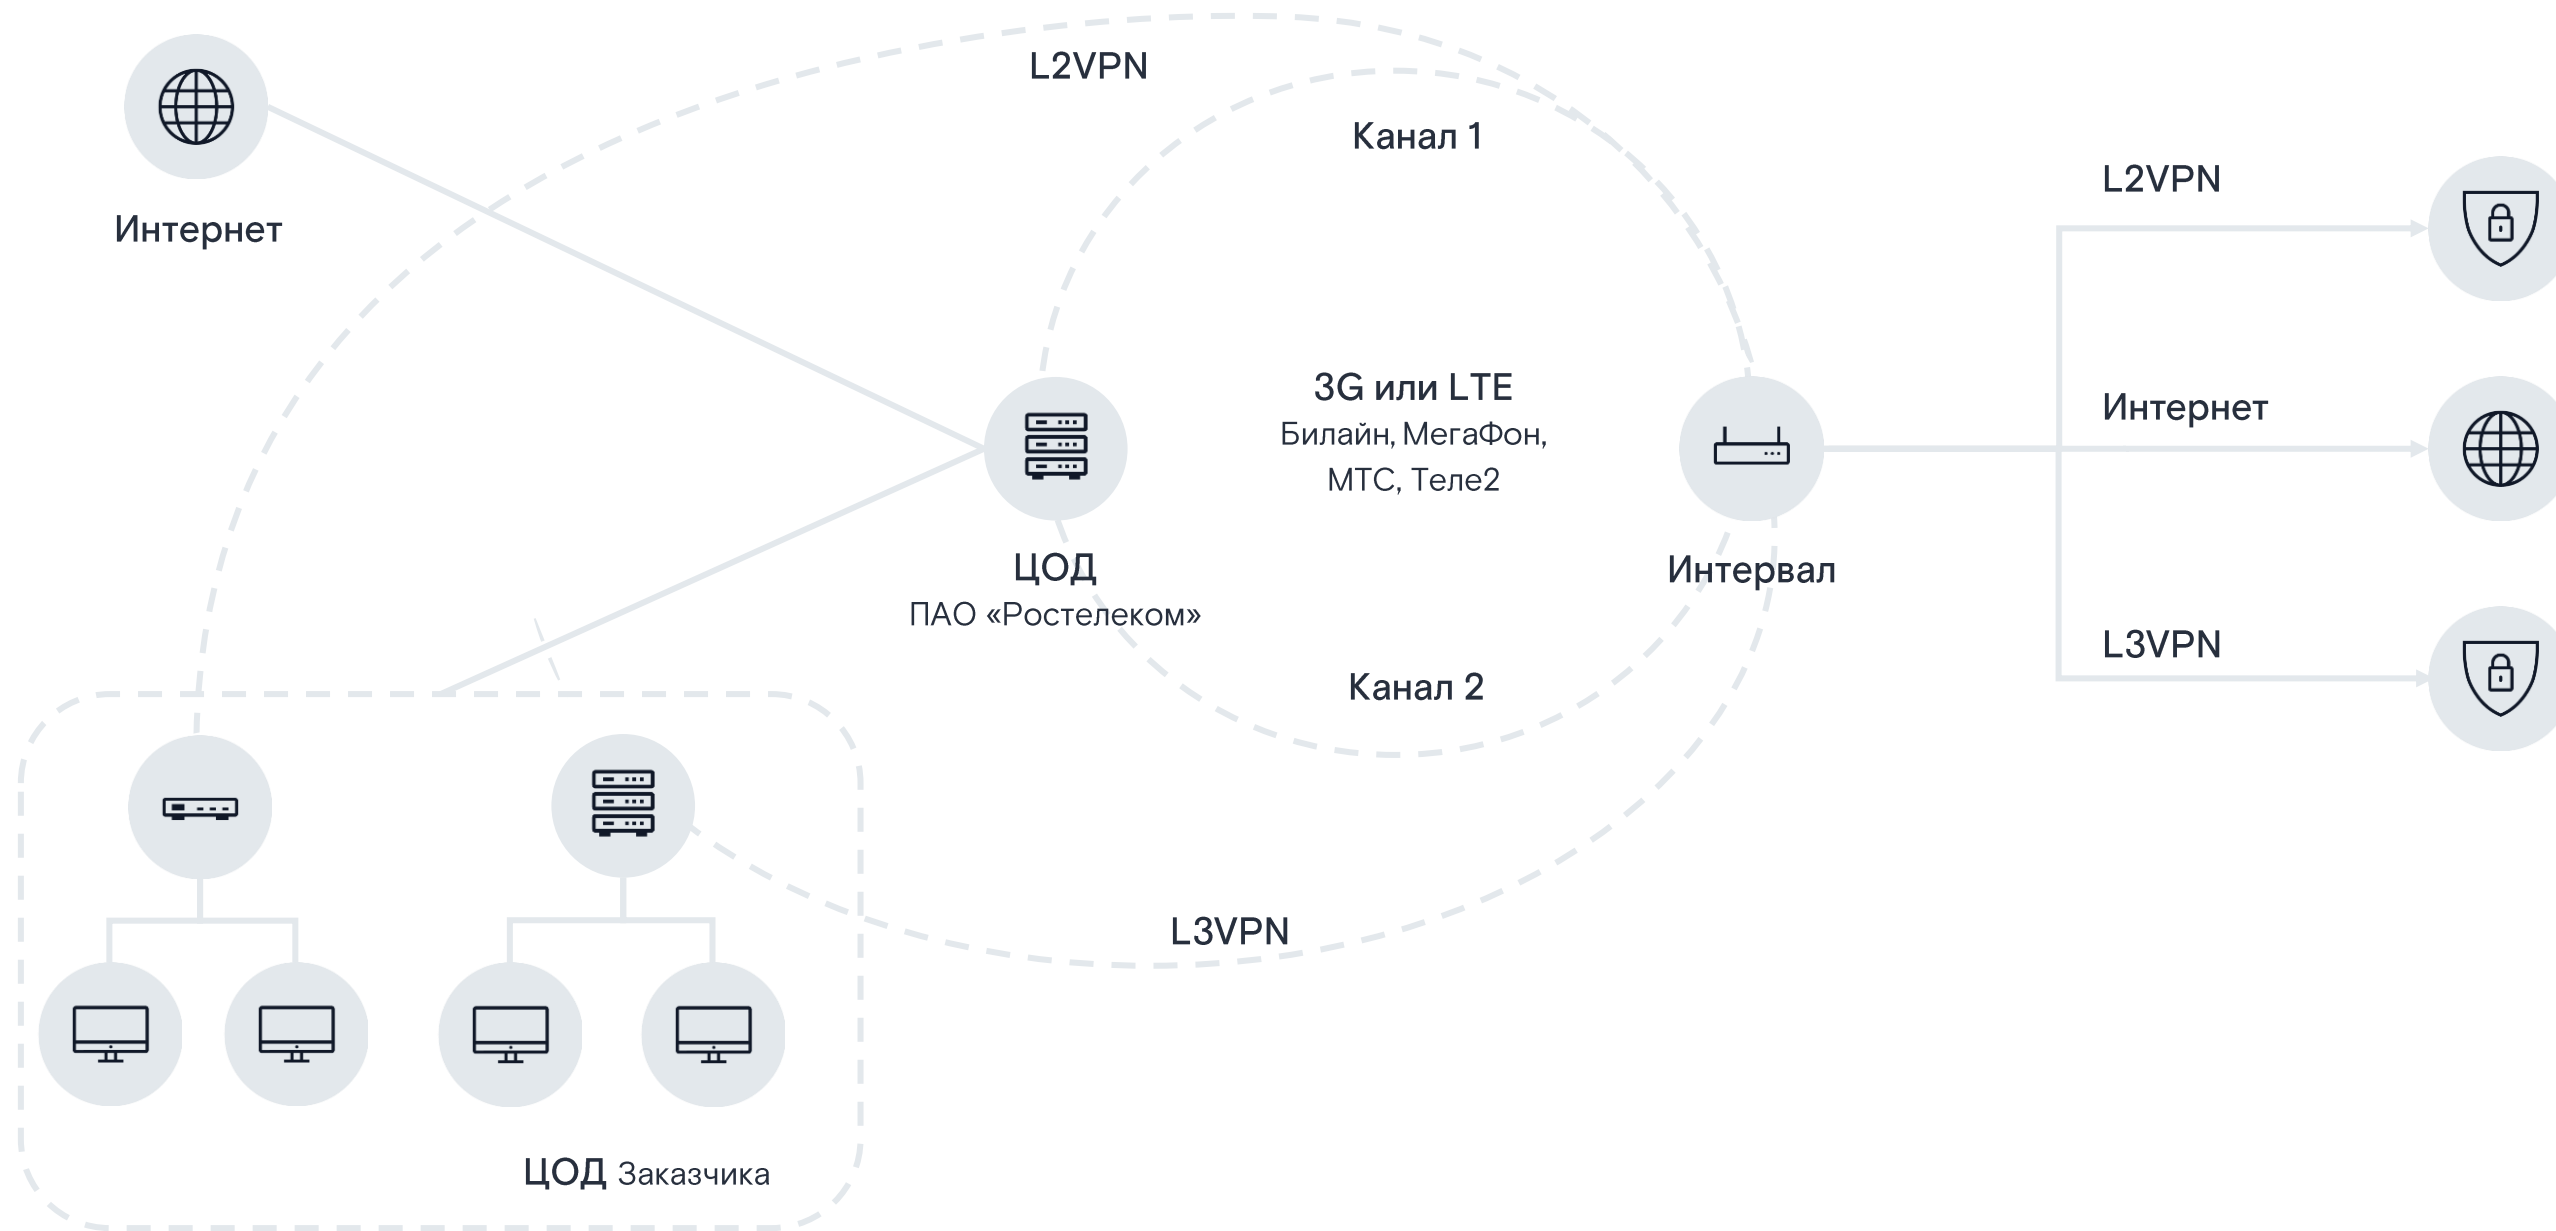 L2VPN
Канал 1
L2VPN
Интернет
3G или LTE
Билайн, МегаФон,
МТС, Теле2
Интернет
ЦОД
ПАО «Ростелеком»
Интервал
L3VPN
Канал 2
L3VPN
ЦОД Заказчика